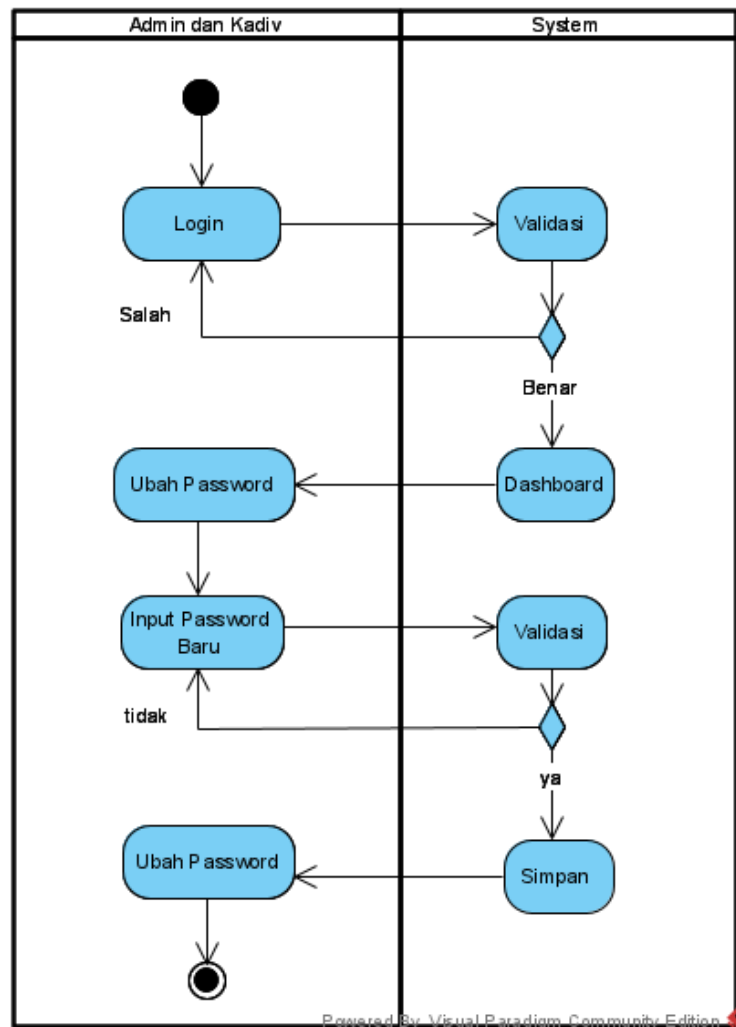 Admin dan Kadiv
System
Login
Validasi
Salah
Benar
Ubah Password
Dashboard
Input Password
Baru
Validasi
tidak
ya
Ubah Password
Simpan
Powered By Visual Paradigm Community Edition